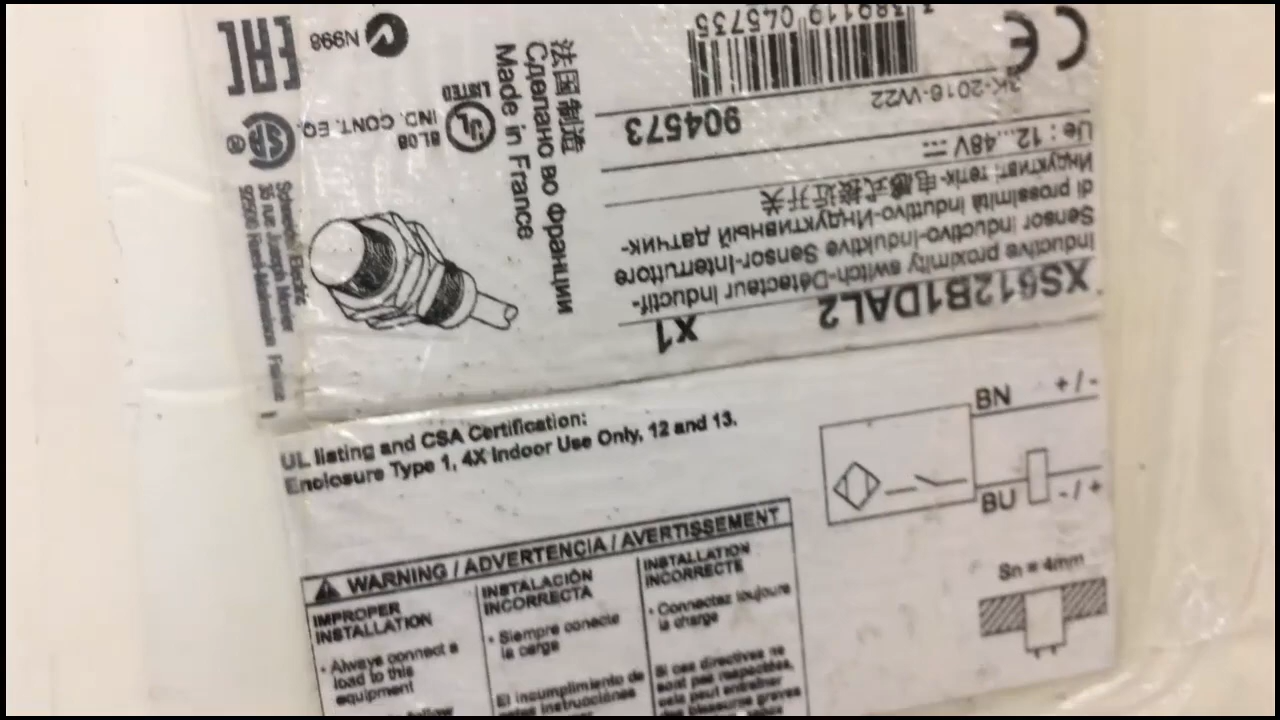 XS612B1DAL2 X1
Inductive proximity switch-Détecteur inductif-
Sensor inductivo-Induktive Sensor-Interruttore
di prossimità induttivo-Индуктивный датчик-
电感式接近开关
Ue : 12...48V
904573
3K-2016-W22
3 389119 045735
CE
法国制造
Сделано во Франции
Made in France
LISTED
UL
8L08
IND. CONT. EQ.
N998
EAC
SA ®
Schneider Electric
35 rue Joseph Monier
92500 Rueil-Malmaison France
UL listing and CSA Certification:
Enclosure Type 1, 4X Indoor Use Only, 12 and 13.
BN + / -
BU - / +
Sn = 4mm
WARNING / ADVERTENCIA / AVERTISSEMENT
IMPROPER
INSTALLATION
• Always connect a
load to this
equipment
INSTALACIÓN
INCORRECTA
• Siempre conecte
la carga
El incumplimiento de
estas instrucciones
INSTALLATION
INCORRECTE
• Connectez toujours
la charge
Si ces directives ne
sont pas respectées,
cela peut entraîner
des blessures graves